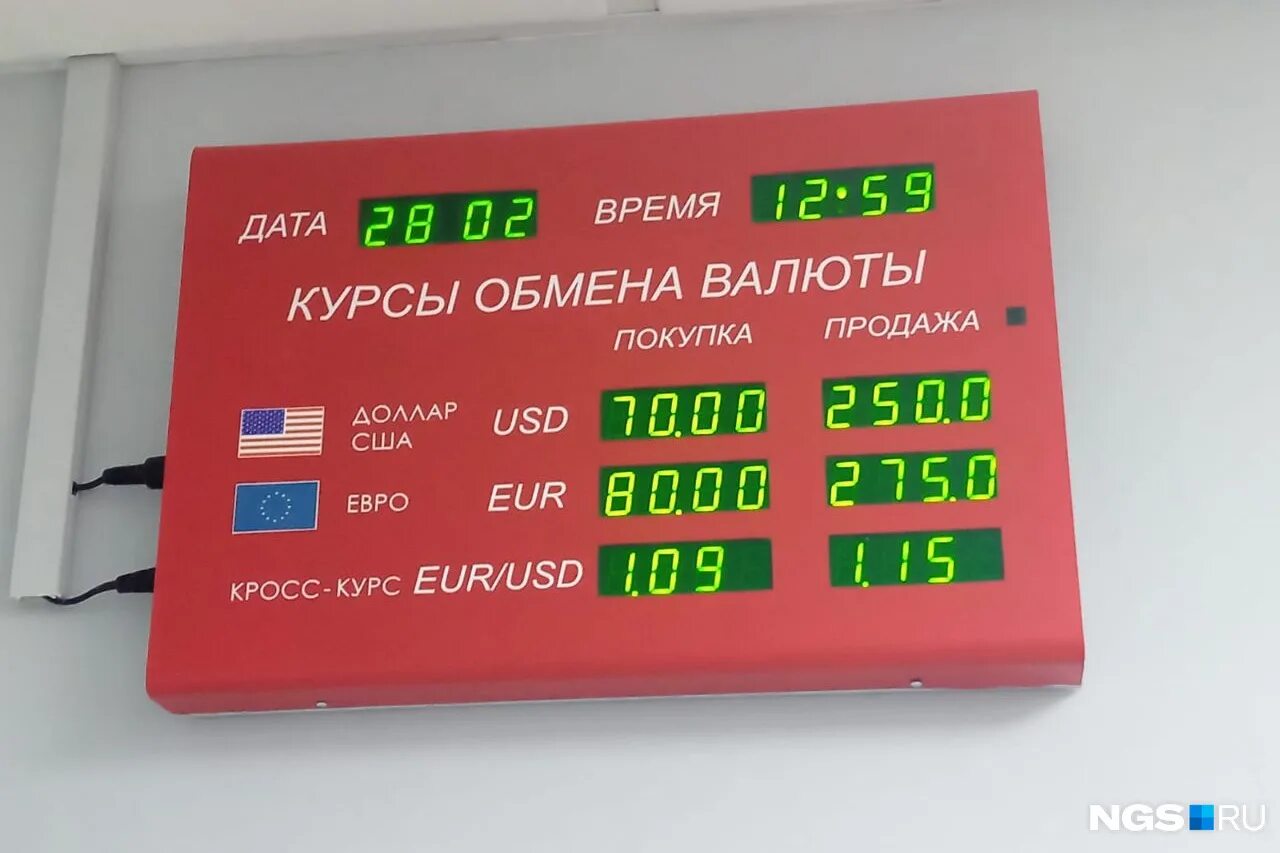 ДАТА 28 02 ВРЕМЯ 12:59
КУРСЫ ОБМЕНА ВАЛЮТЫ
ПОКУПКА ПРОДАЖА
ДОЛЛАР
США USD 70.00 250.0
ЕВРО EUR 80.00 275.0
КРОСС-КУРС EUR/USD 1.09 1.15
NGS.RU